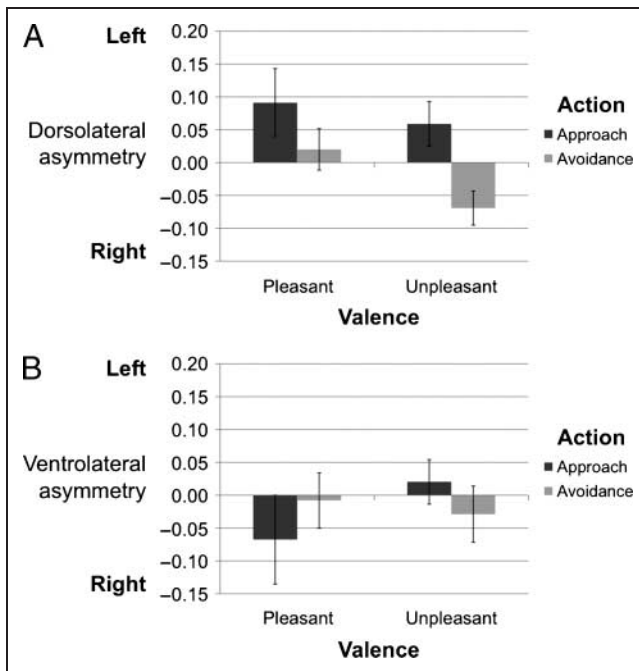 A
Left
0.20
0.15
0.10
0.05
0.00
−0.05
−0.10
−0.15
Dorsolateral
asymmetry
Right
Action
Approach
Avoidance
Pleasant Unpleasant
Valence
B
Left
0.20
0.15
0.10
0.05
0.00
−0.05
−0.10
−0.15
Ventrolateral
asymmetry
Right
Action
Approach
Avoidance
Pleasant Unpleasant
Valence